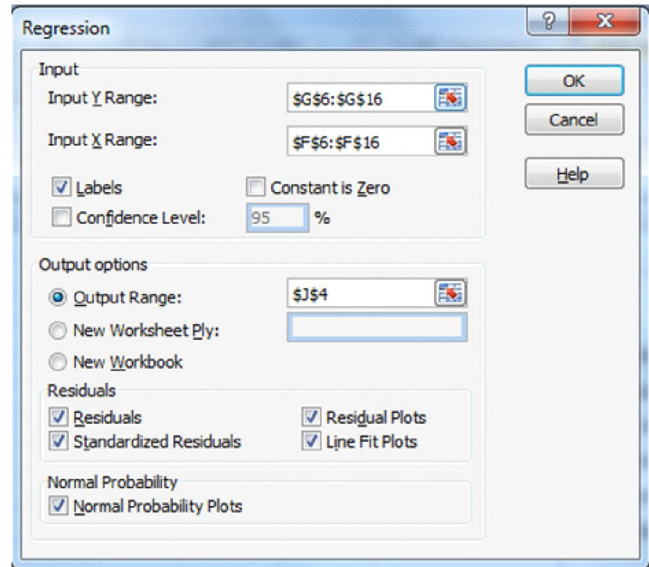 Regression
?
X
Input
Input Y Range:
$G$6:$G$16
Input X Range:
$F$6:$F$16
Labels
Constant is Zero
Confidence Level:
95
%
OK
Cancel
Help
Output options
Output Range:
$J$4
New Worksheet Ply:
New Workbook
Residuals
Residuals
Residual Plots
Standardized Residuals
Line Fit Plots
Normal Probability
Normal Probability Plots